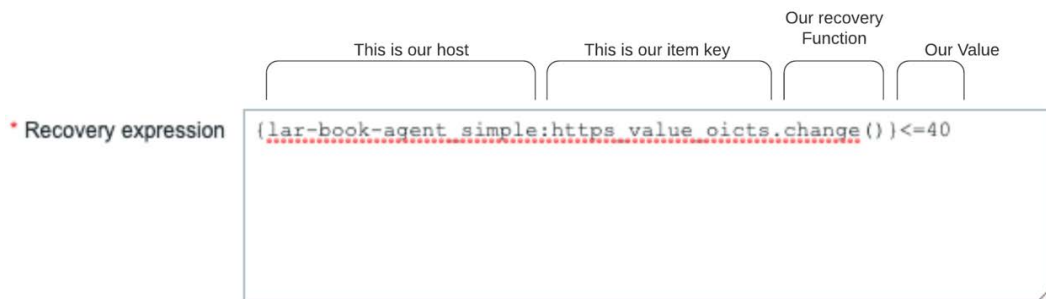 Our recovery
Function
This is our host
This is our item key
Our Value
* Recovery expression
{lar-book-agent_simple:https_value_oicts.change()}<=40